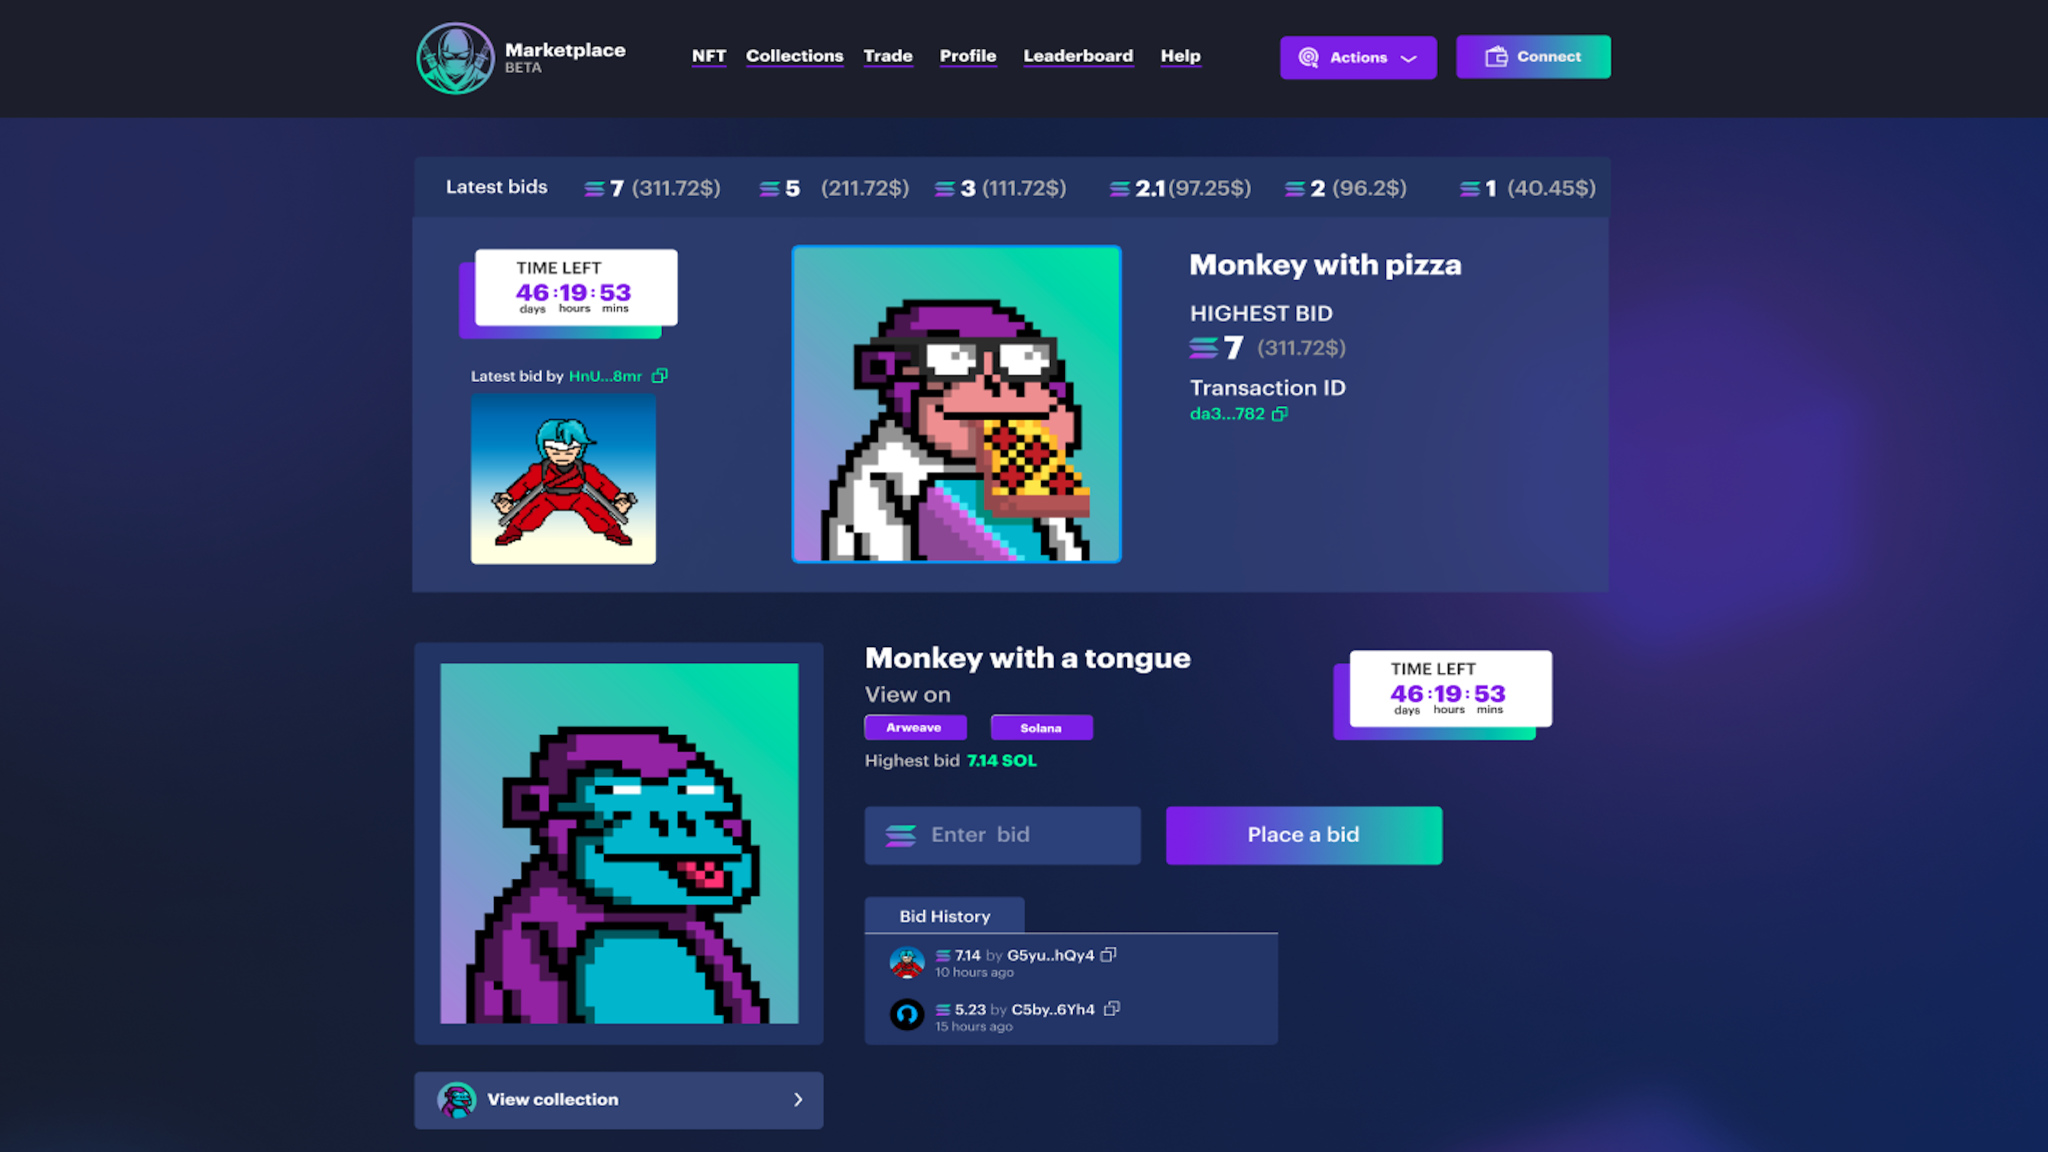 Marketplace
BETA
NFT Collections Trade Profile Leaderboard Help
Actions
Connect
Latest bids 7 (311.72$) 5 (211.72$) 3 (111.72$) 2.1(97.25$) 2 (96.2$) 1 (40.45$)
TIME LEFT
46 : 19 : 53
days hours mins
Latest bid by HnU...8mr
Monkey with pizza
HIGHEST BID
7 (311.72$)
Transaction ID
da3...782
Monkey with a tongue
View on
Arweave Solana
Highest bid 7.14 SOL
TIME LEFT
46 : 19 : 53
days hours mins
Enter bid
Place a bid
Bid History
7.14 by G5yu..hQy4
10 hours ago
5.23 by C5by..6Yh4
15 hours ago
View collection